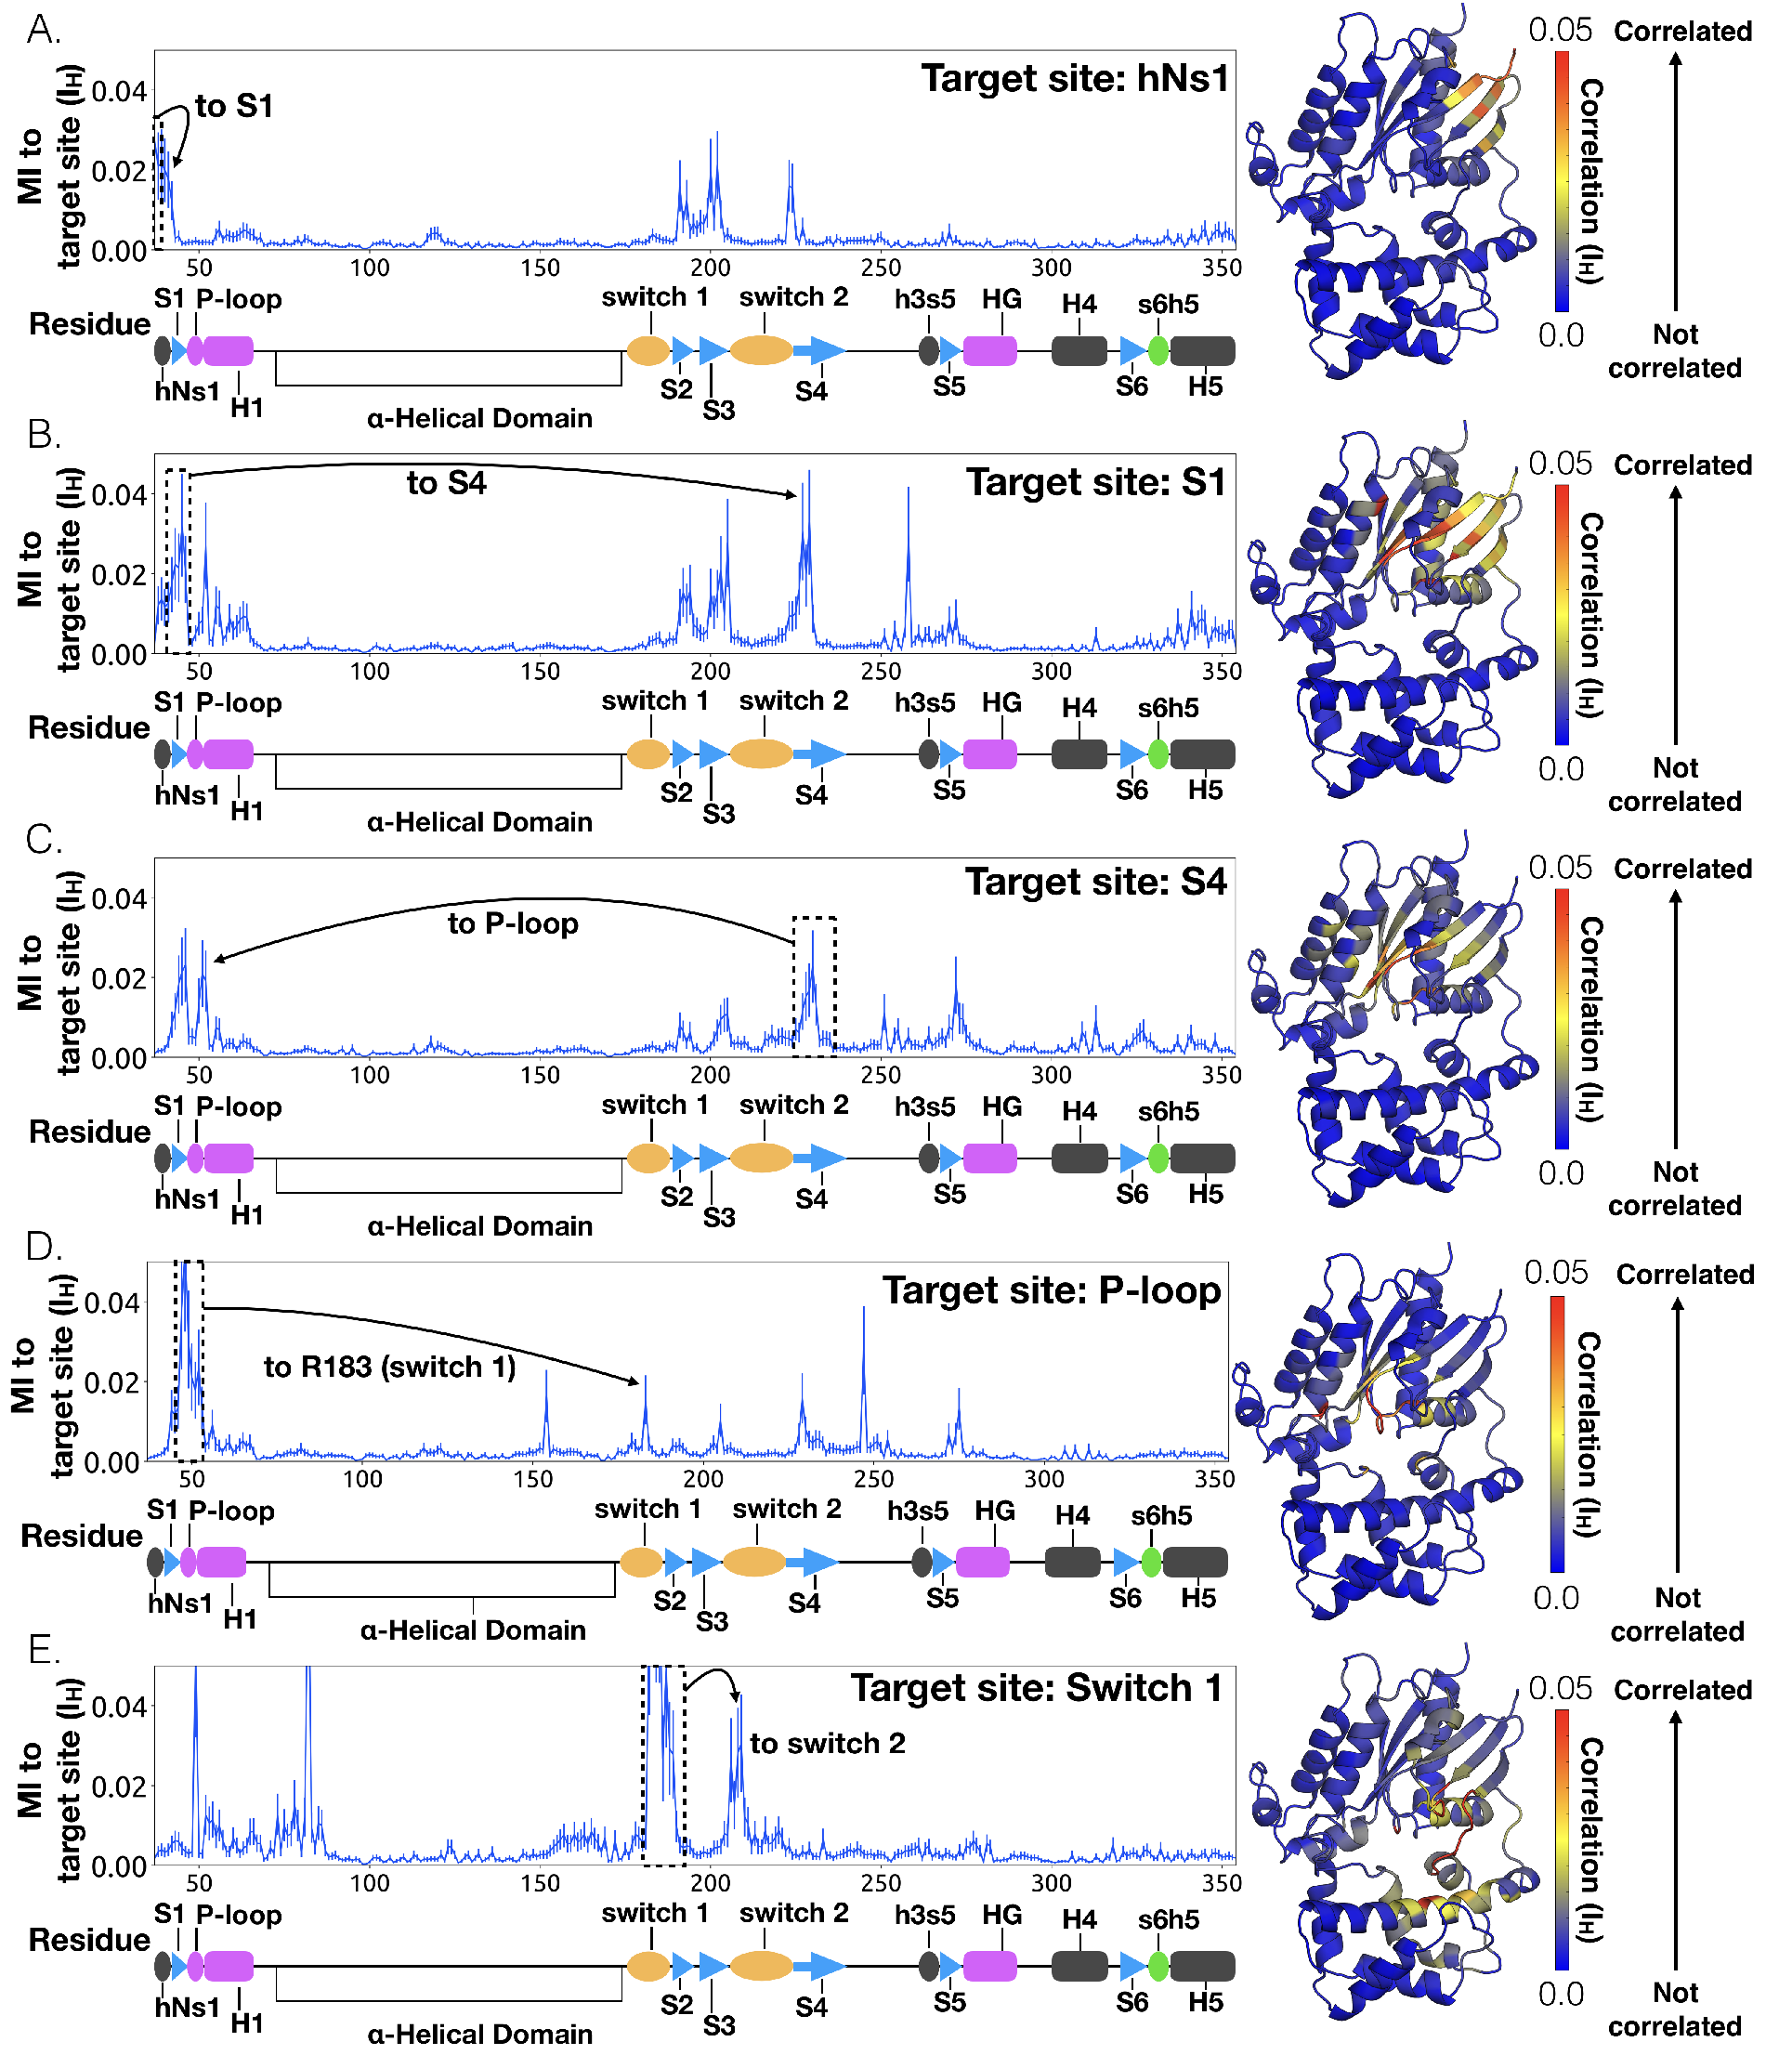 A.
MI to
target site (IH)
0.04
0.02
0.00
to S1
Target site: hNs1
50 100 150 200 250 300 350
S1 P-loop switch 1 switch 2 h3s5 HG H4 s6h5
Residue
hNs1 H1 α-Helical Domain S2 S3 S4 S5 S6 H5
0.05 Correlated
Correlation (IH)
0.0 Not
correlated
B.
MI to
target site (IH)
0.04
0.02
0.00
to S4
Target site: S1
50 100 150 200 250 300 350
S1 P-loop switch 1 switch 2 h3s5 HG H4 s6h5
Residue
hNs1 H1 α-Helical Domain S2 S3 S4 S5 S6 H5
0.05 Correlated
Correlation (IH)
0.0 Not
correlated
C.
MI to
target site (IH)
0.04
0.02
0.00
to P-loop
Target site: S4
50 100 150 200 250 300 350
S1 P-loop switch 1 switch 2 h3s5 HG H4 s6h5
Residue
hNs1 H1 α-Helical Domain S2 S3 S4 S5 S6 H5
0.05 Correlated
Correlation (IH)
0.0 Not
correlated
D.
MI to
target site (IH)
0.04
0.02
0.00
to R183 (switch 1)
Target site: P-loop
50 100 150 200 250 300 350
S1 P-loop switch 1 switch 2 h3s5 HG H4 s6h5
Residue
hNs1 H1 α-Helical Domain S2 S3 S4 S5 S6 H5
0.05 Correlated
Correlation (IH)
0.0 Not
correlated
E.
MI to
target site (IH)
0.04
0.02
0.00
to switch 2
Target site: Switch 1
50 100 150 200 250 300 350
S1 P-loop switch 1 switch 2 h3s5 HG H4 s6h5
Residue
hNs1 H1 α-Helical Domain S2 S3 S4 S5 S6 H5
0.05 Correlated
Correlation (IH)
0.0 Not
correlated